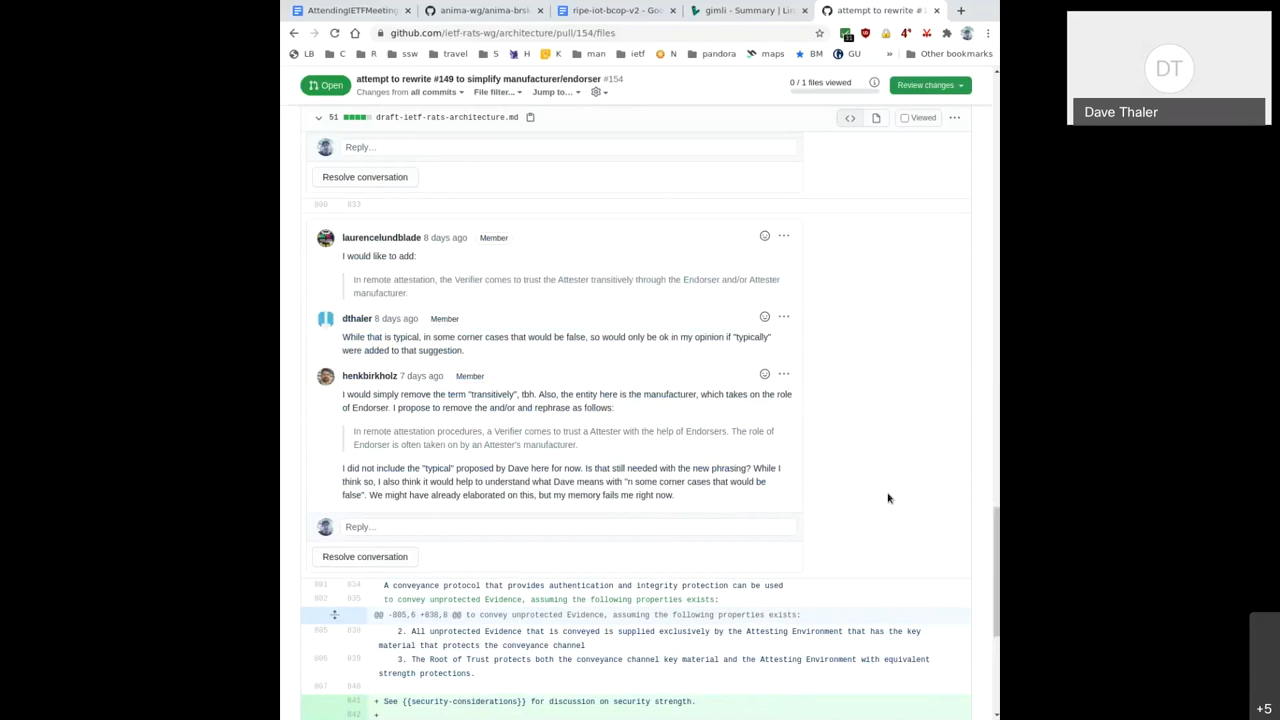 AttendingIETFMeeting
anima-wg/anima-brsk
ripe-iot-bcop-v2 - Goo
gimli - Summary | Lin
attempt to rewrite #1
github.com/ietf-rats-wg/architecture/pull/154/files
LB
C
R
ssw
travel
S
H
K
man
ietf
N
pandora
maps
BM
GU
»
Other bookmarks
Open
attempt to rewrite #149 to simplify manufacturer/endorser #154
Changes from all commits
File filter...
Jump to...
0 / 1 files viewed
Review changes
51
draft-ietf-rats-architecture.md
Viewed
Reply...
Resolve conversation
800 833
laurencelundblade 8 days ago Member
I would like to add:
In remote attestation, the Verifier comes to trust the Attester transitively through the Endorser and/or Attester
manufacturer.
dthaler 8 days ago Member
While that is typical, in some corner cases that would be false, so would only be ok in my opinion if "typically"
were added to that suggestion.
henkbirkholz 7 days ago Member
I would simply remove the term "transitively", tbh. Also, the entity here is the manufacturer, which takes on the role
of Endorser. I propose to remove the and/or and rephrase as follows:
In remote attestation procedures, a Verifier comes to trust a Attester with the help of Endorsers. The role of
Endorser is often taken on by an Attester's manufacturer.
I did not include the "typical" proposed by Dave here for now. Is that still needed with the new phrasing? While I
think so, I also think it would help to understand what Dave means with "n some corner cases that would be
false". We might have already elaborated on this, but my memory fails me right now.
Reply...
Resolve conversation
801 834 A conveyance protocol that provides authentication and integrity protection can be used
802 835 to convey unprotected Evidence, assuming the following properties exists:
@@ -805,6 +838,8 @@ to convey unprotected Evidence, assuming the following properties exists:
805 838 2. All unprotected Evidence that is conveyed is supplied exclusively by the Attesting Environment that has the key
material that protects the conveyance channel
806 839 3. The Root of Trust protects both the conveyance channel key material and the Attesting Environment with equivalent
strength protections.
807 840
841 + See {{security-considerations}} for discussion on security strength.
842 +
DT
Dave Thaler
+5